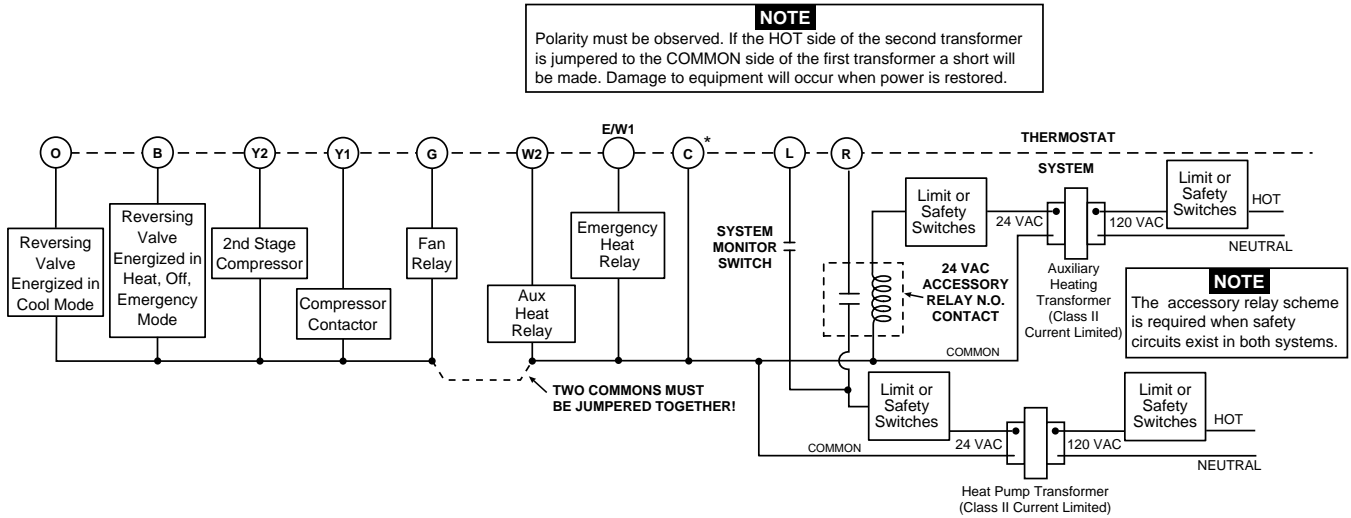 NOTE
Polarity must be observed. If the HOT side of the second transformer
is jumpered to the COMMON side of the first transformer a short will
be made. Damage to equipment will occur when power is restored.
E/W1
O
B
Y2
Y1
G
W2
C
*
L
R
THERMOSTAT
SYSTEM
Reversing
Valve
Energized in
Cool Mode
Reversing
Valve
Energized in
Heat, Off,
Emergency
Mode
2nd Stage
Compressor
Compressor
Contactor
Fan
Relay
Aux
Heat
Relay
Emergency
Heat
Relay
SYSTEM
MONITOR
SWITCH
24 VAC
ACCESSORY
RELAY N.O.
CONTACT
Limit or
Safety
Switches
24 VAC
120 VAC
Limit or
Safety
Switches
HOT
NEUTRAL
Auxiliary
Heating
Transformer
(Class II
Current Limited)
NOTE
The accessory relay scheme
is required when safety
circuits exist in both systems.
COMMON
TWO COMMONS MUST
BE JUMPERED TOGETHER!
Limit or
Safety
Switches
COMMON
24 VAC
120 VAC
Limit or
Safety
Switches
HOT
NEUTRAL
Heat Pump Transformer
(Class II Current Limited)